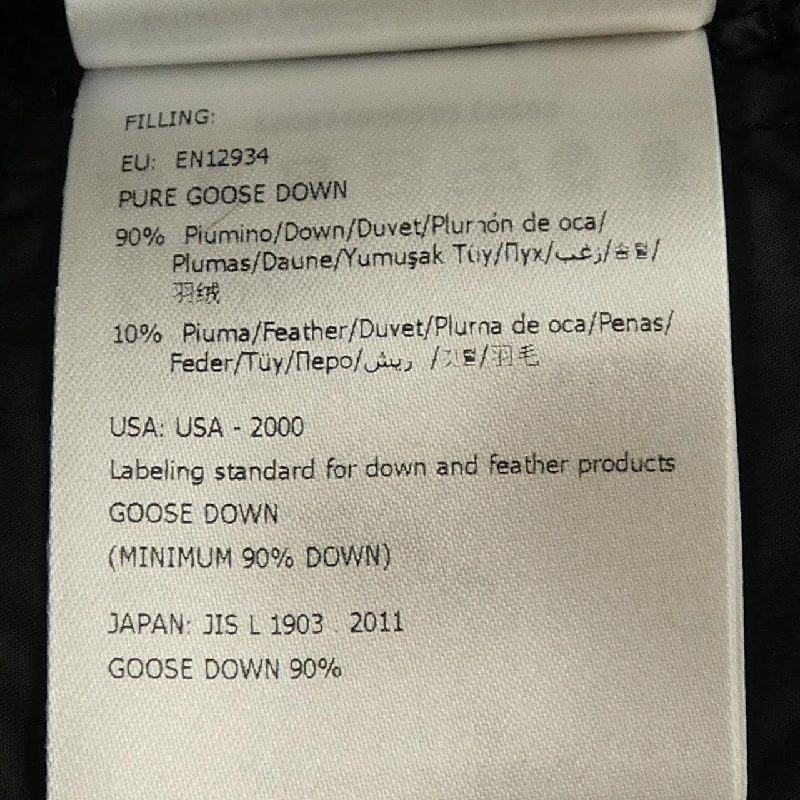 FILLING:
EU: EN12934
PURE GOOSE DOWN
90% Piumino/Down/Duvet/Plumón de oca/
Plumas/Daune/Yumuşak Tüy/Пух/زغب/솜털/
羽绒
10% Piuma/Feather/Duvet/Pluma de oca/Penas/
Feder/Tüy/Перо/ريش /깃털/羽毛
USA: USA - 2000
Labeling standard for down and feather products
GOOSE DOWN
(MINIMUM 90% DOWN)
JAPAN: JIS L 1903 . 2011
GOOSE DOWN 90%